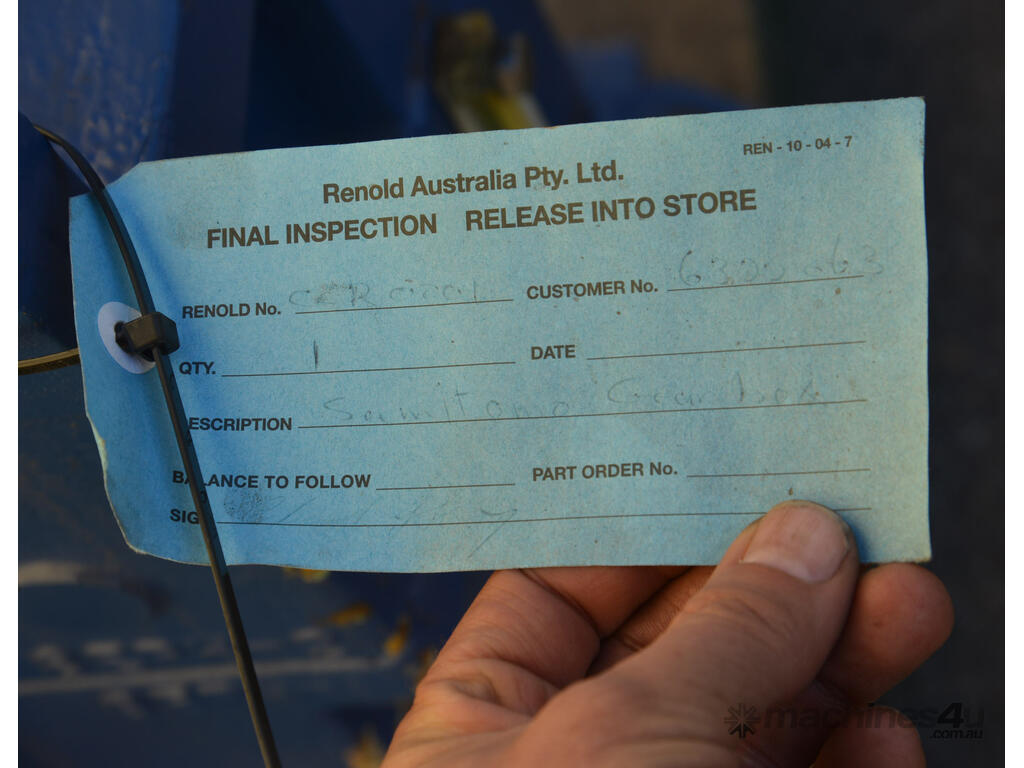 REN - 10 - 04 - 7
Renold Australia Pty. Ltd.
FINAL INSPECTION RELEASE INTO STORE
RENOLD No.
CUSTOMER No.
QTY. 1
DATE
ESCRIPTION Sumitomo Gearbox
BALANCE TO FOLLOW
PART ORDER No.
SIG
machines4u
.com.au